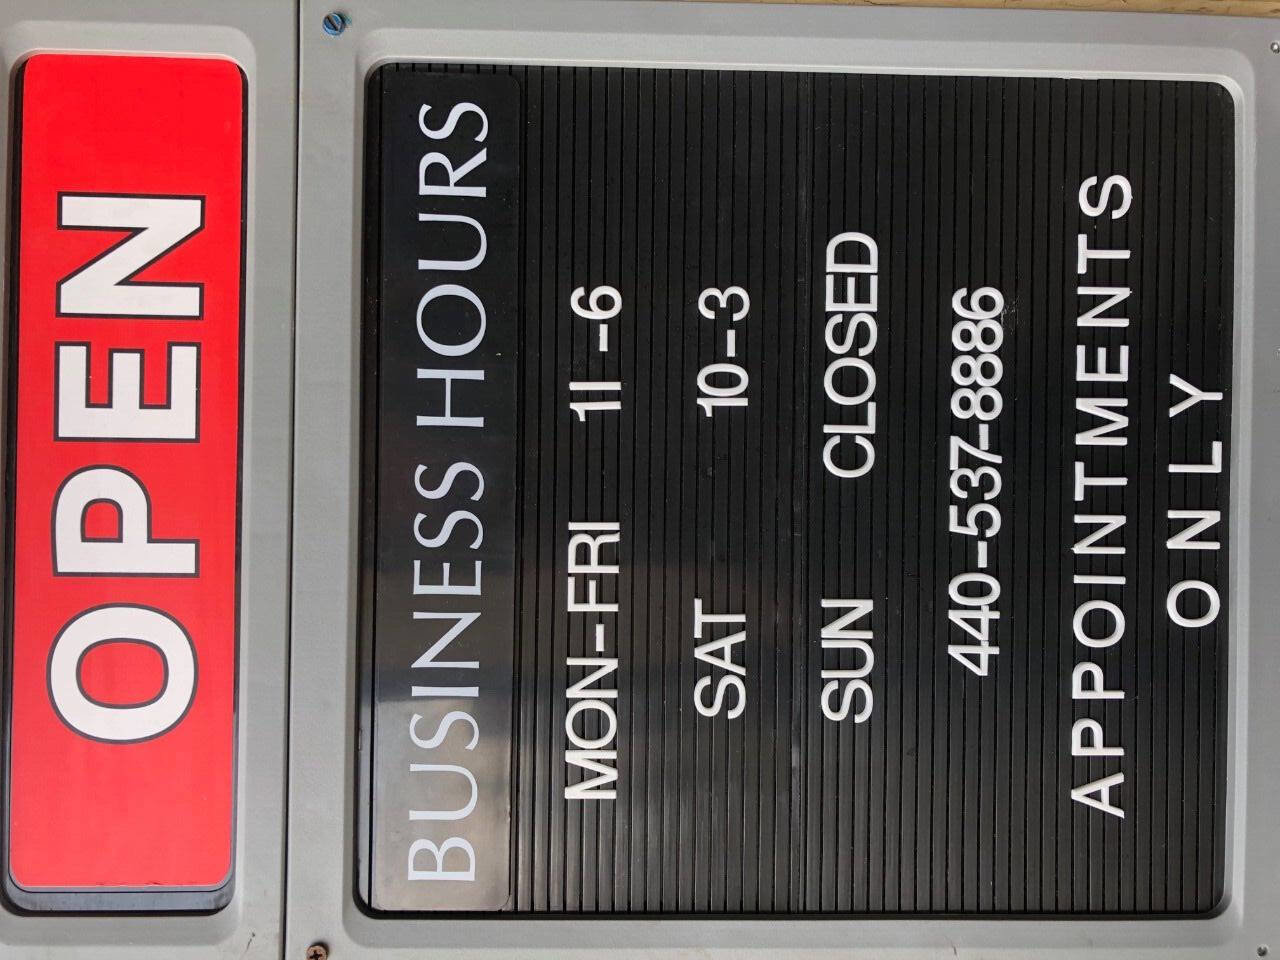 OPEN
BUSINESS HOURS
MON-FRI 11-6
SAT 10-3
SUN CLOSED
440-537-8886
APPOINTMENTS
ONLY